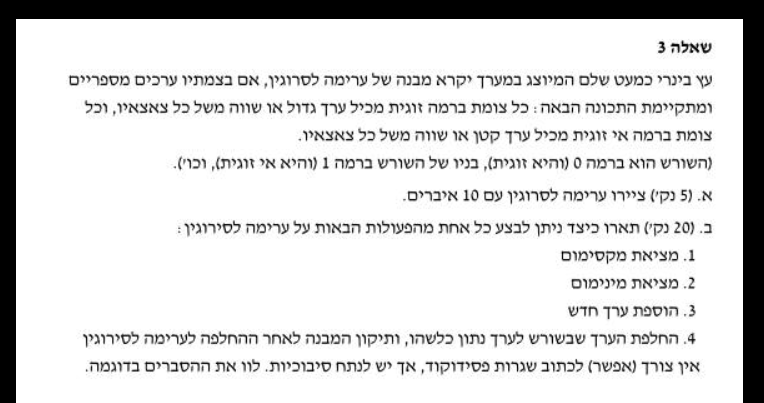 שאלה 3
עץ בינרי כמעט שלם המיוצג במערך יקרא מבנה של ערימה לסרוגין, אם בצמתיו ערכים מספריים
ומתקיימת התכונה הבאה: כל צומת ברמה זוגית מכיל ערך גדול או שווה משל כל צאצאיו, וכל
צומת ברמה אי זוגית מכיל ערך קטן או שווה משל כל צאצאיו.
(השורש הוא ברמה 0 (והיא זוגית), בניו של השורש ברמה 1 (והיא אי זוגית), וכו').
א. (5 נק') ציירו ערימה לסרוגין עם 10 איברים.
ב. (20 נק') תארו כיצד ניתן לבצע כל אחת מהפעולות הבאות על ערימה לסירוגין:
1. מציאת מקסימום
2. מציאת מינימום
3. הוספת ערך חדש
4. החלפת הערך שבשורש לערך נתון כלשהו, ותיקון המבנה לאחר ההחלפה לערימה לסירוגין
אין צורך (אפשר) לכתוב שגרות פסידוקוד, אך יש לנתח סיבוכיות. לוו את ההסברים בדוגמה.